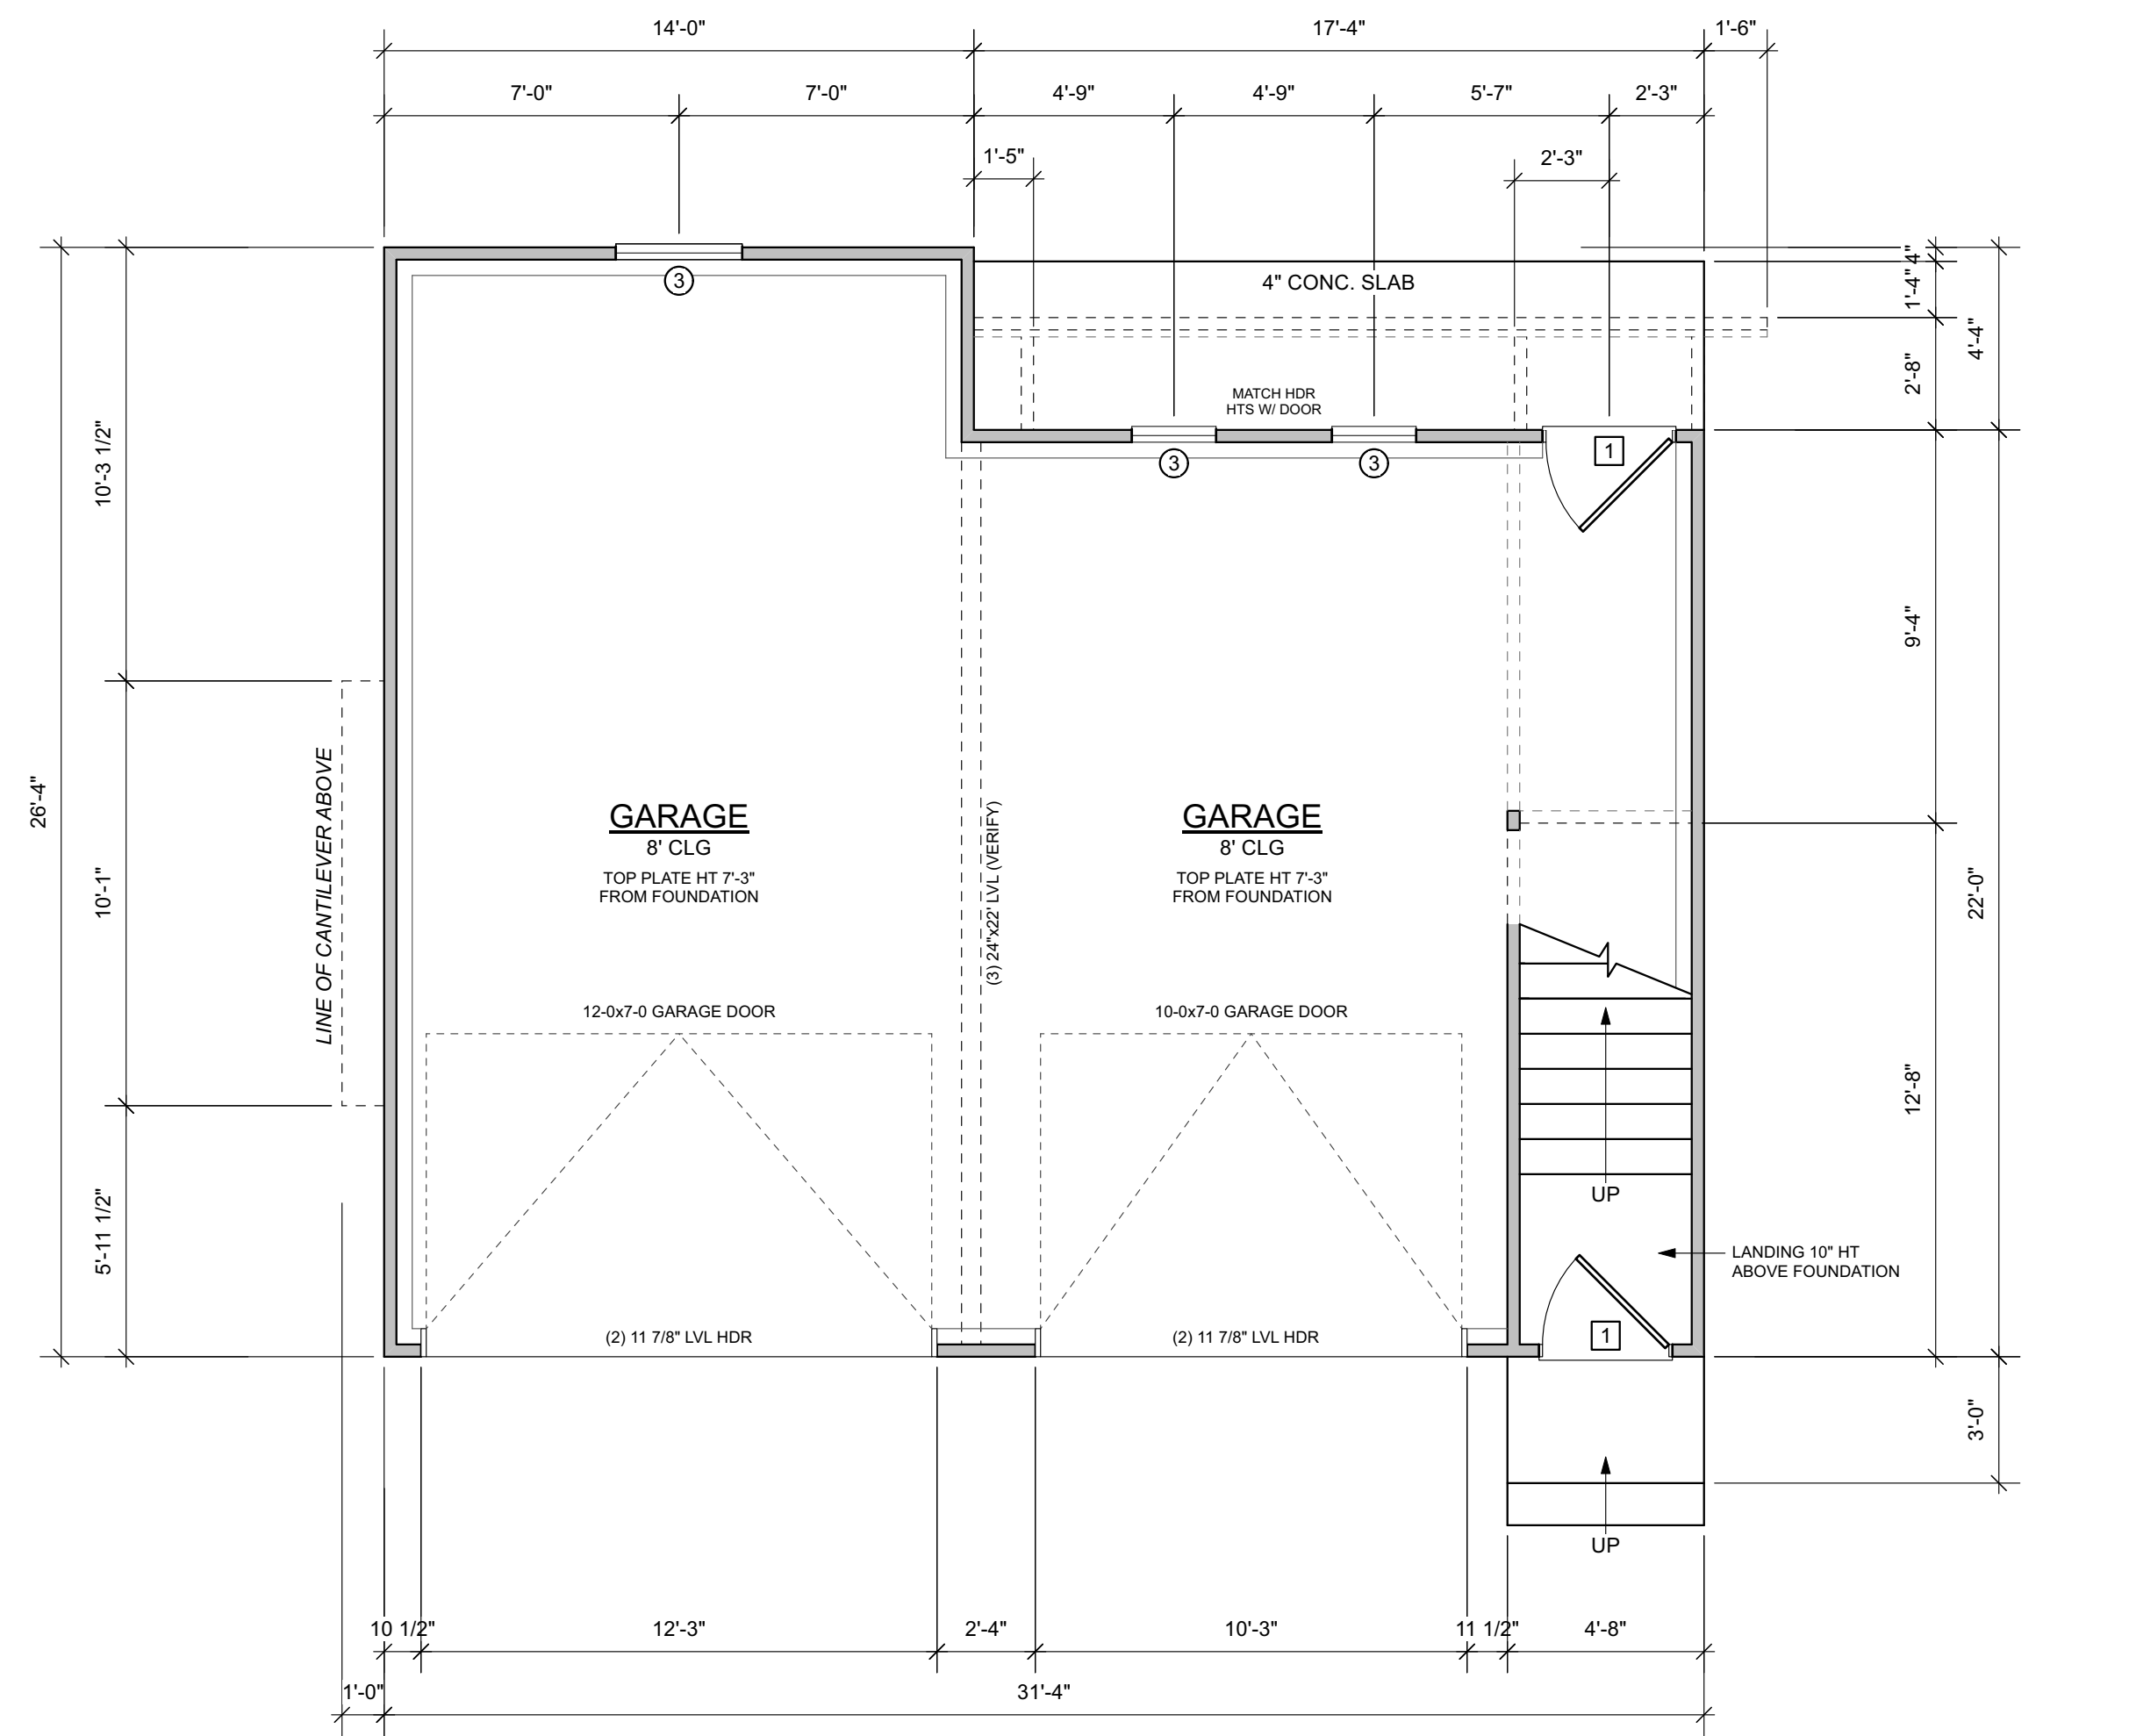 14'-0"
17'-4"
1'-6"
7'-0"
7'-0"
4'-9"
4'-9"
5'-7"
2'-3"
1'-5"
2'-3"
4"
1'-4"
4'-4"
2'-8"
4" CONC. SLAB
3
MATCH HDR
HTS W/ DOOR
3
3
1
10'-3 1/2"
9'-4"
26'-4"
LINE OF CANTILEVER ABOVE
10'-1"
GARAGE
8' CLG
TOP PLATE HT 7'-3"
FROM FOUNDATION
(3) 24"x22' LVL (VERIFY)
GARAGE
8' CLG
TOP PLATE HT 7'-3"
FROM FOUNDATION
22'-0"
12-0x7-0 GARAGE DOOR
10-0x7-0 GARAGE DOOR
12'-8"
5'-11 1/2"
UP
LANDING 10" HT
ABOVE FOUNDATION
(2) 11 7/8" LVL HDR
(2) 11 7/8" LVL HDR
1
3'-0"
UP
10 1/2"
12'-3"
2'-4"
10'-3"
11 1/2"
4'-8"
1'-0"
31'-4"